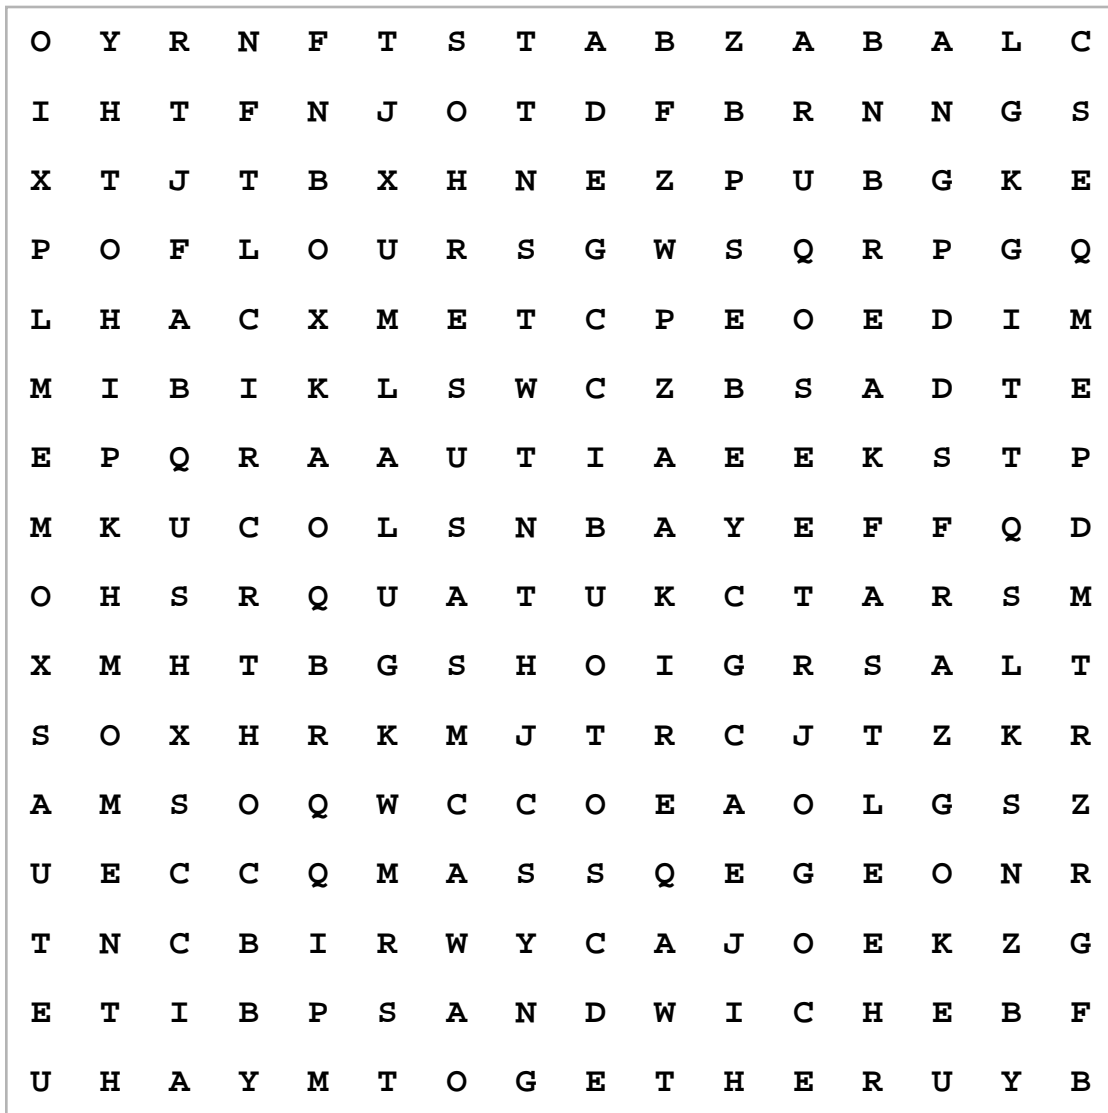 O Y R N F T S T A B Z A B A L C
I H T F N J O T D F B R N N G S
X T J T B X H N E Z P U B G K E
P O F L O U R S G W S Q R P G Q
L H A C X M E T C P E O E D I M
M I B I K L S W C Z B S A D T E
E P Q R A A U T I A E E K S T P
M K U C O L S N B A Y E F F Q D
O H S R Q U A T U K C T A R S M
X M H T B G S H O I G R S A L T
S O X H R K M J T R C J T Z K R
A M S O Q W C C O E A O L G S Z
U E C C Q M A S S Q E G E O N R
T N C B I R W Y C A J O E K Z G
E T I B P S A N D W I C H E B F
U H A Y M T O G E T H E R U Y B